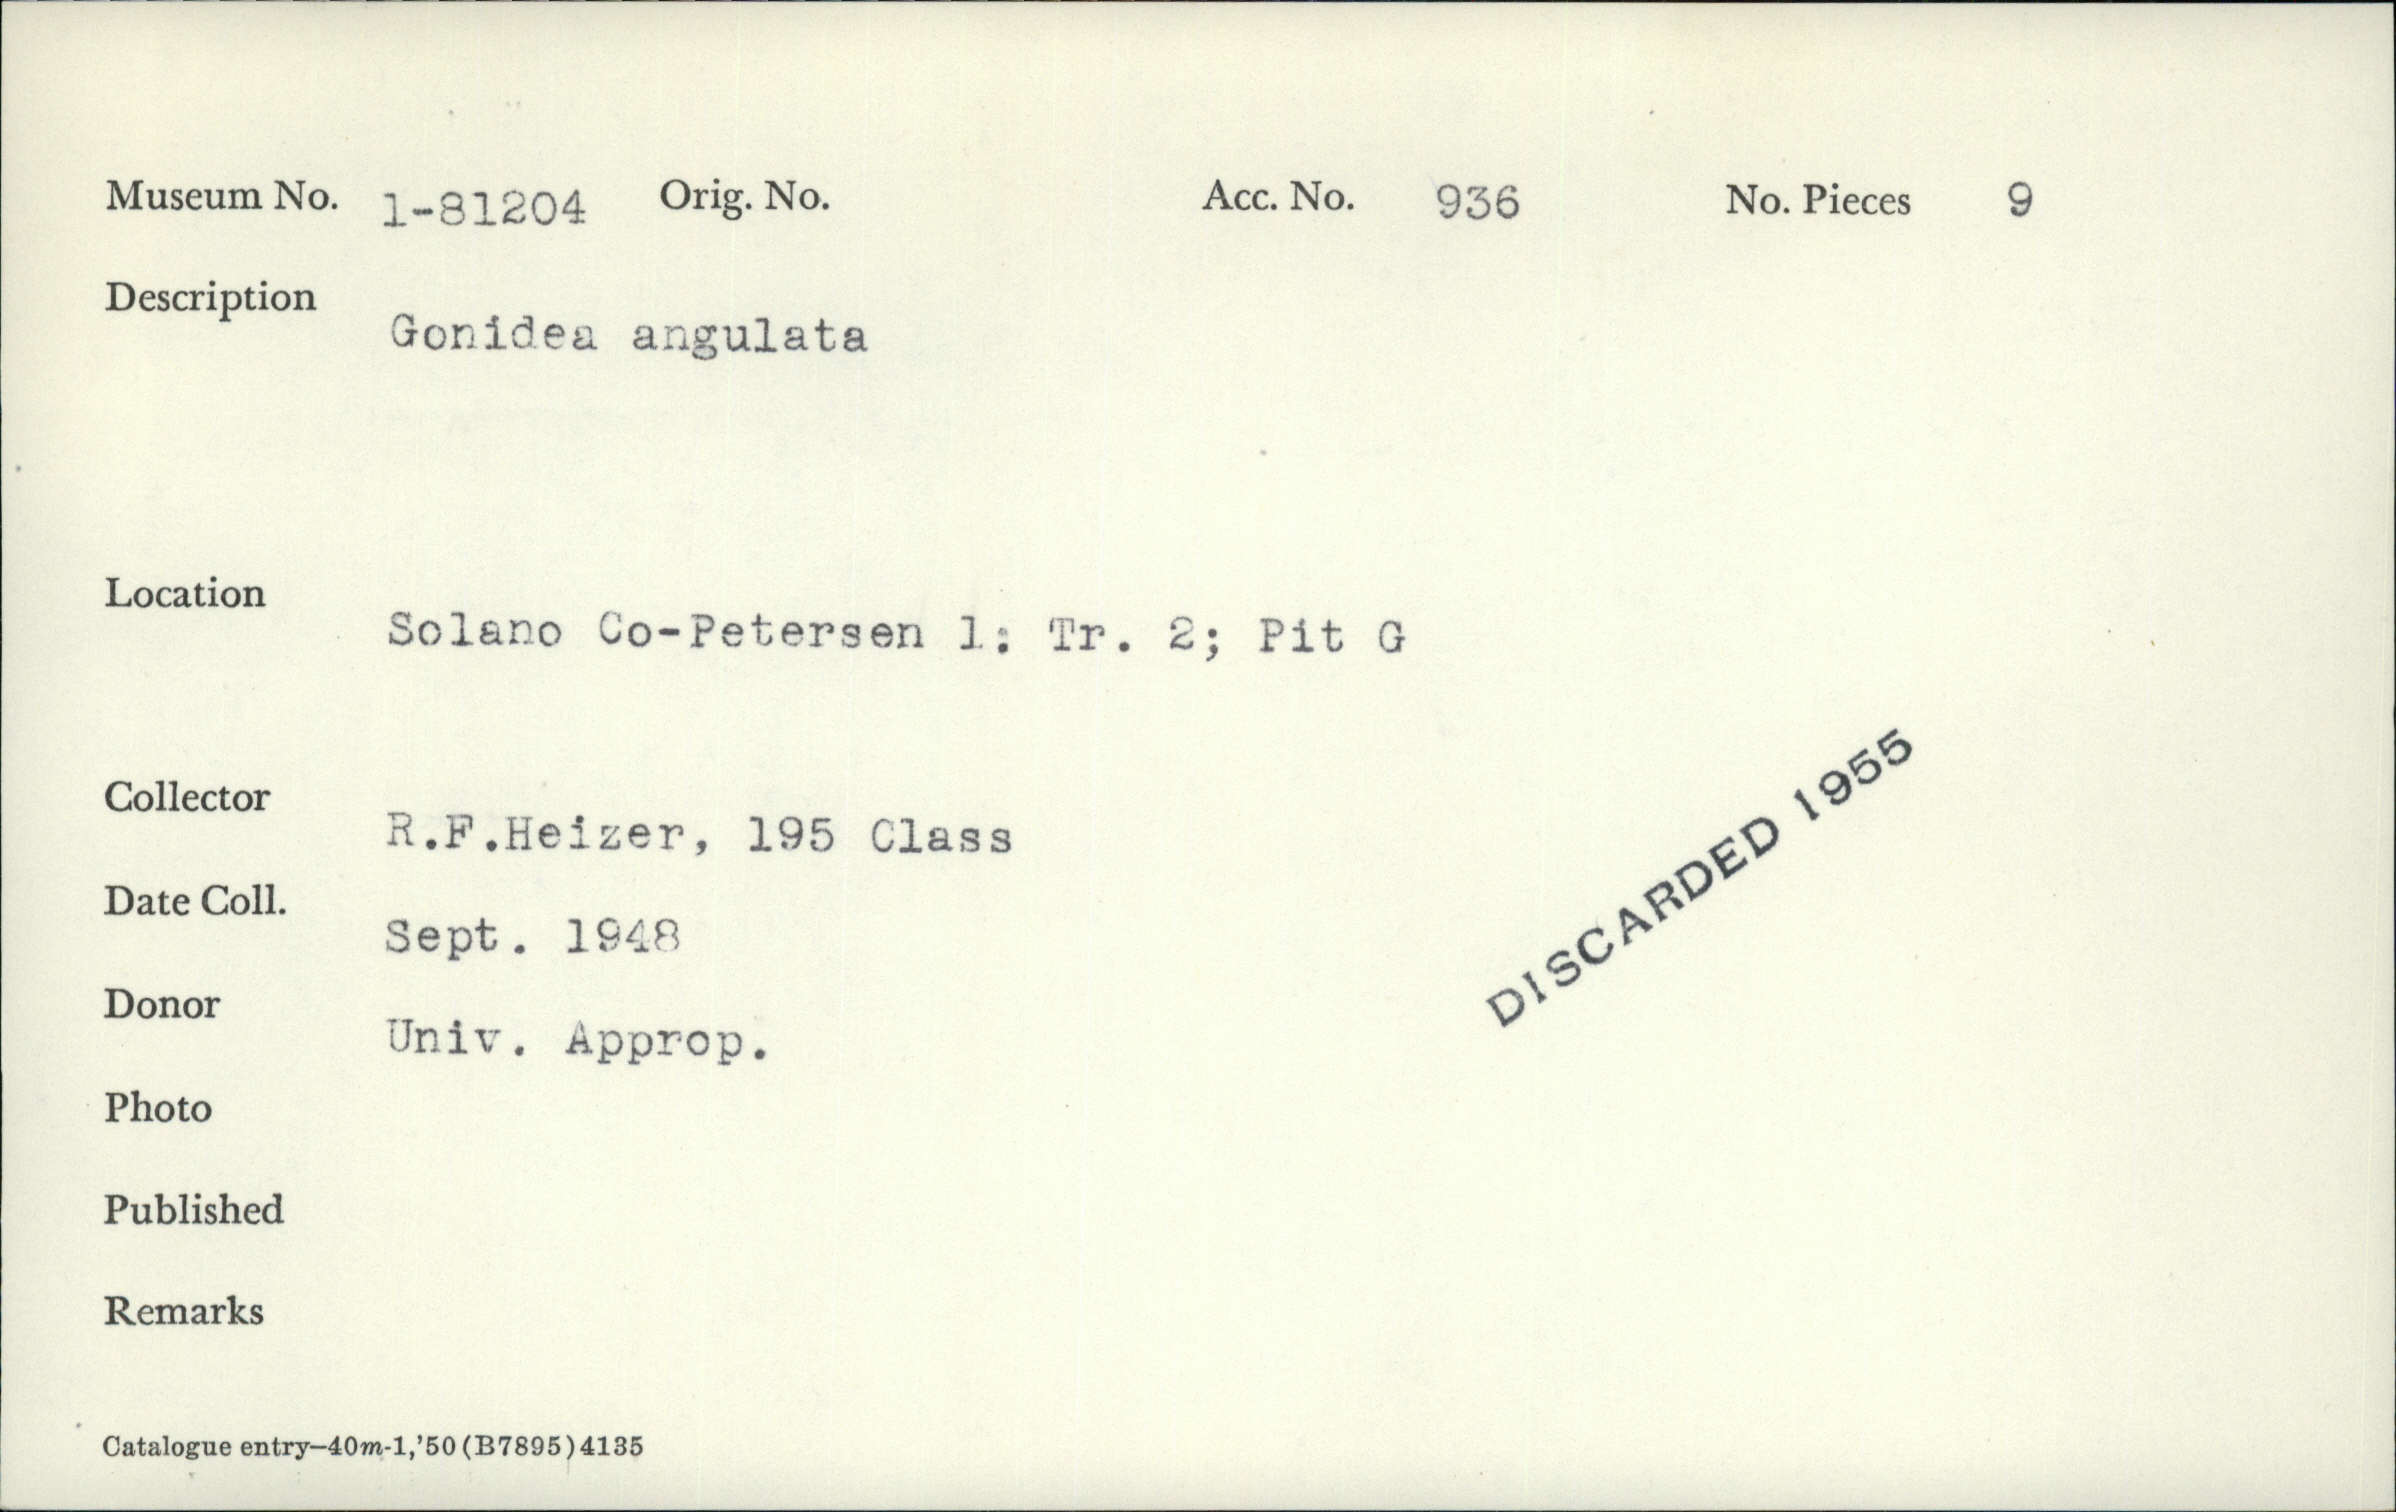 Museum No. 1-81204 Orig. No. Acc. No. 936 No. Pieces 9
Description
Gonidea angulata
Location
Solano Co-Petersen 1: Tr. 2; Pit G
Collector
R.F.Heizer, 195 Class
Date Coll.
Sept. 1948
Donor
Univ. Approp.
DISCARDED 1955
Photo
Published
Remarks
Catalogue entry—40m-1,'50(B7895)4135